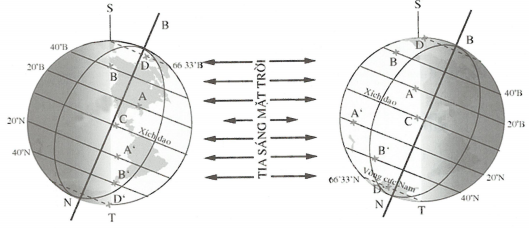 S
B
40°B
66°33'B
20°B
D
B
A
Xích đạo
C
20°N
A'
40°N
B'
D'
N
T
TIA SÁNG MẶT TRỜI
S
D
B
B
40°B
A
Xích đạo
20°B
C
A'
B'
20°N
66°33'N
Vòng cực Nam
D'
40°N
N
T